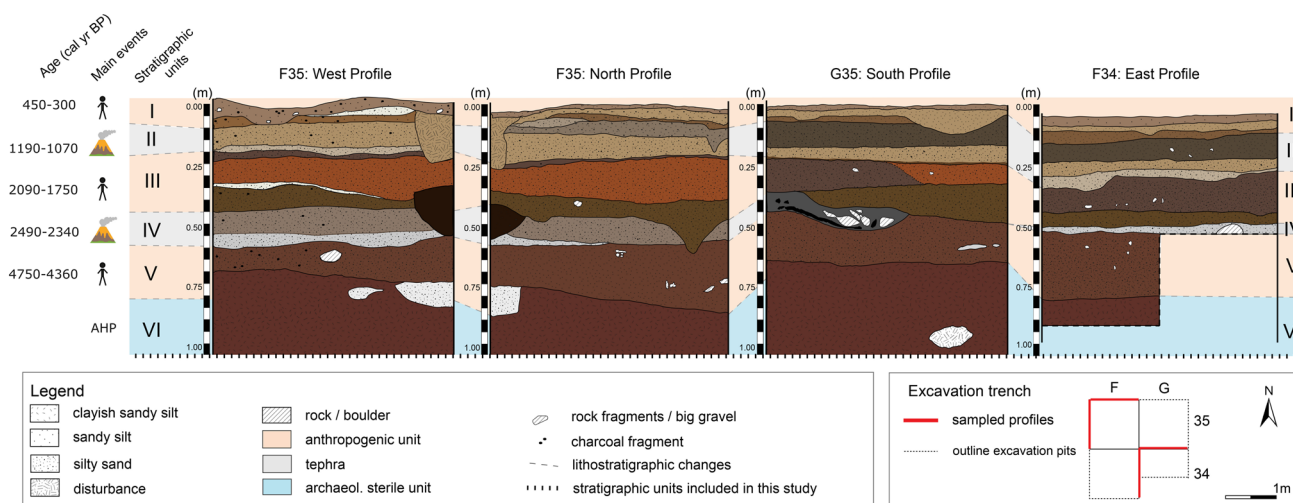 Age (cal yr BP)
Main events
Stratigraphic units
F35: West Profile
F35: North Profile
G35: South Profile
F34: East Profile
(m)
(m)
(m)
(m)
450-300
I
0.00
0.00
0.00
0.00
I
1190-1070
II
0.25
0.25
0.25
0.25
I
2090-1750
III
II
2490-2340
IV
0.50
0.50
0.50
0.50
IV
4750-4360
V
0.75
0.75
0.75
0.75
V
AHP
VI
1.00
1.00
1.00
1.00
V
Legend
clayish sandy silt
sandy silt
silty sand
disturbance
rock / boulder
anthropogenic unit
tephra
archaeol. sterile unit
rock fragments / big gravel
charcoal fragment
lithostratigraphic changes
stratigraphic units included in this study
Excavation trench
sampled profiles
outline excavation pits
F G
35
34
N
1m